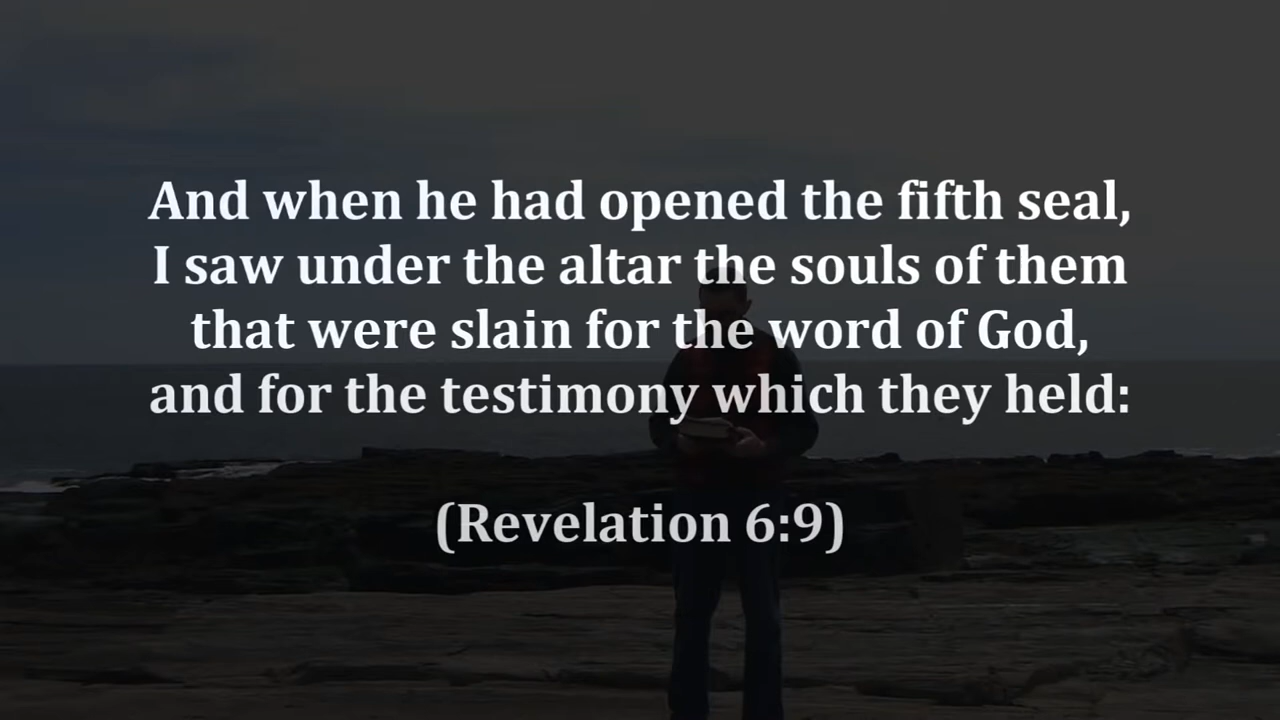 And when he had opened the fifth seal,
I saw under the altar the souls of them
that were slain for the word of God,
and for the testimony which they held:
(Revelation 6:9)